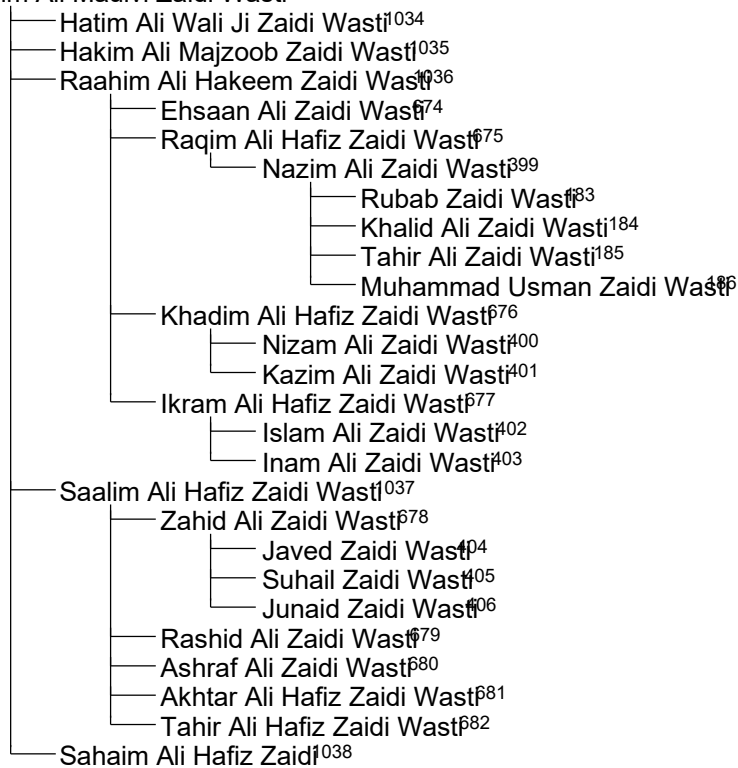 Hatim Ali Wali Ji Zaidi Wasti1034
Hakim Ali Majzoob Zaidi Wasti1035
Raahim Ali Hakeem Zaidi Wasti1036
Ehsaan Ali Zaidi Wasti674
Raqim Ali Hafiz Zaidi Wasti675
Nazim Ali Zaidi Wasti399
Rubab Zaidi Wasti183
Khalid Ali Zaidi Wasti184
Tahir Ali Zaidi Wasti185
Muhammad Usman Zaidi Wasti186
Khadim Ali Hafiz Zaidi Wasti676
Nizam Ali Zaidi Wasti400
Kazim Ali Zaidi Wasti401
Ikram Ali Hafiz Zaidi Wasti677
Islam Ali Zaidi Wasti402
Inam Ali Zaidi Wasti403
Saalim Ali Hafiz Zaidi Wasti1037
Zahid Ali Zaidi Wasti678
Javed Zaidi Wasti404
Suhail Zaidi Wasti405
Junaid Zaidi Wasti406
Rashid Ali Zaidi Wasti679
Ashraf Ali Zaidi Wasti680
Akhtar Ali Hafiz Zaidi Wasti681
Tahir Ali Hafiz Zaidi Wasti682
Sahaim Ali Hafiz Zaidi1038